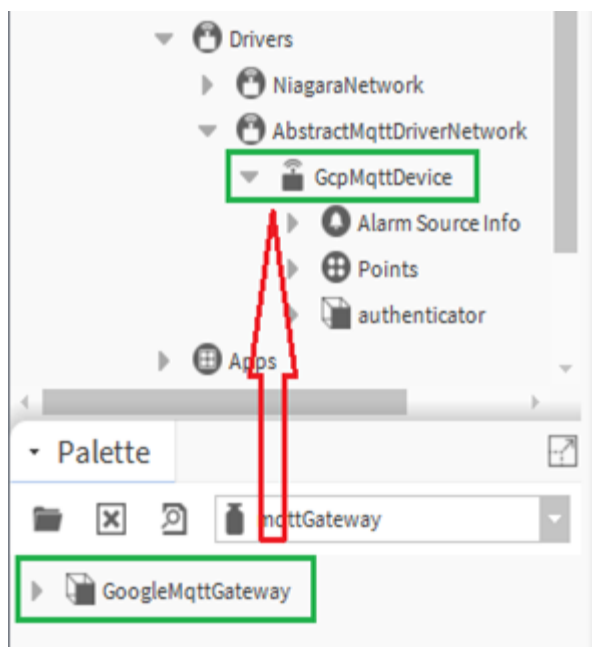 Drivers
NiagaraNetwork
AbstractMqttDriverNetwork
GcpMqttDevice
Alarm Source Info
Points
authenticator
Apps
Palette
mqttGateway
GoogleMqttGateway